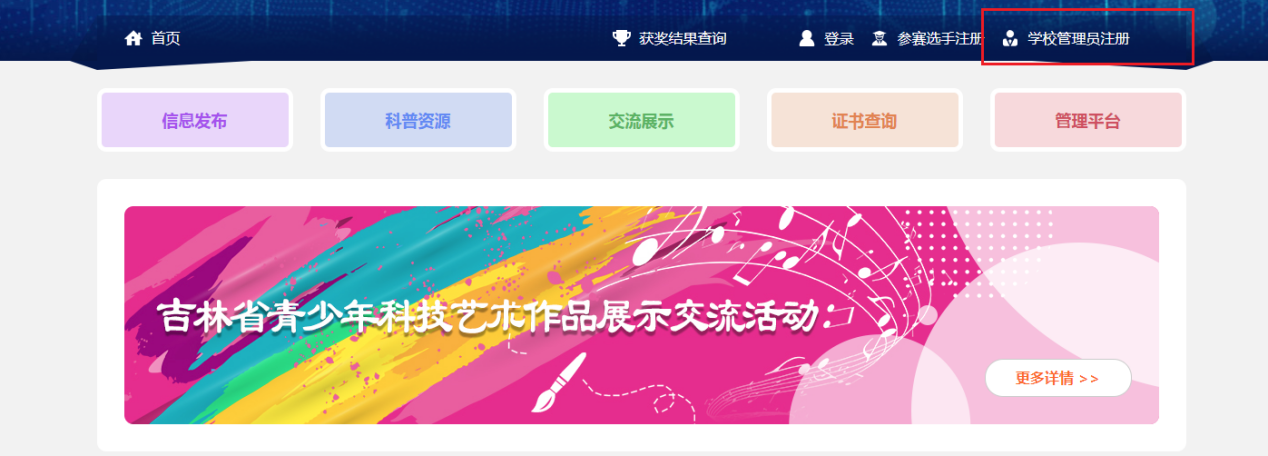 首页
获奖结果查询
登录
参赛选手注册
学校管理员注册
信息发布
科普资源
交流展示
证书查询
管理平台
吉林省青少年科技艺术作品展示交流活动
更多详情 >>